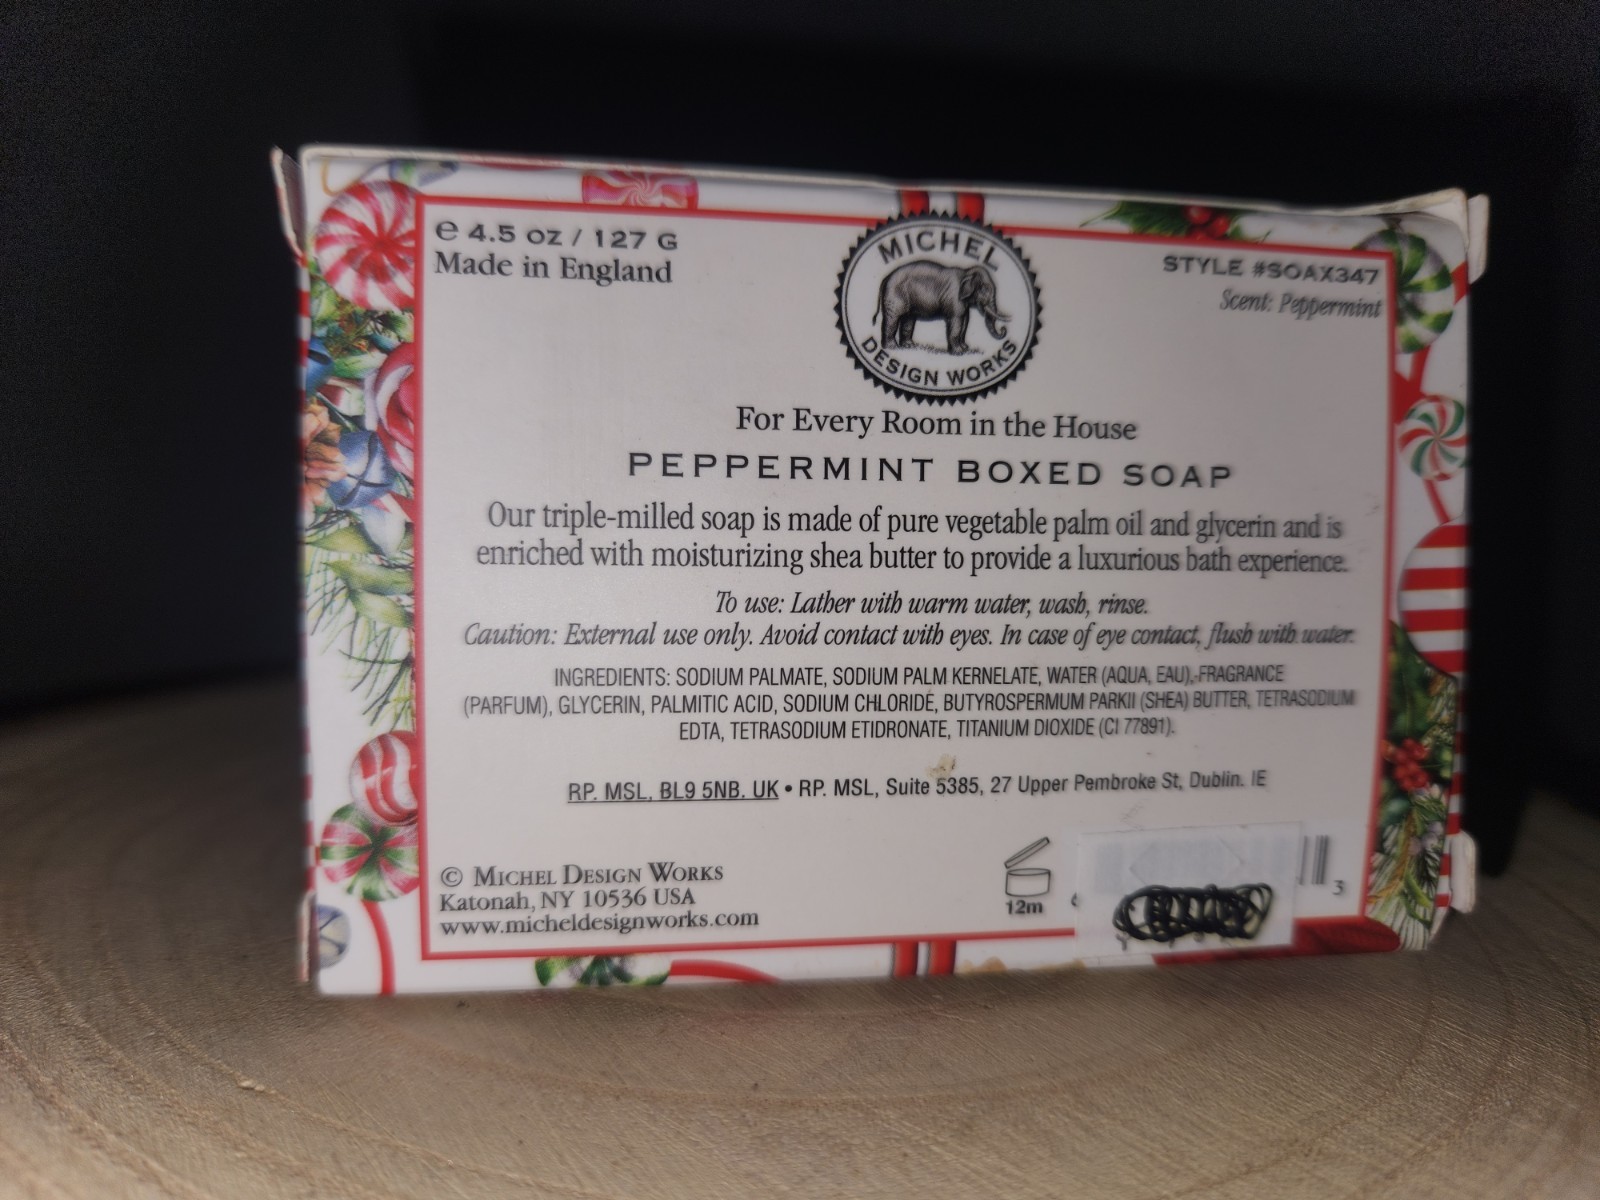 e 4.5 oz / 127 G
Made in England
MICHEL
DESIGN WORKS
STYLE #SOAX347
Scent: Peppermint
For Every Room in the House
PEPPERMINT BOXED SOAP
Our triple-milled soap is made of pure vegetable palm oil and glycerin and is
enriched with moisturizing shea butter to provide a luxurious bath experience.
To use: Lather with warm water, wash, rinse.
Caution: External use only. Avoid contact with eyes. In case of eye contact, flush with water.
INGREDIENTS: SODIUM PALMATE, SODIUM PALM KERNELATE, WATER (AQUA, EAU), FRAGRANCE
(PARFUM), GLYCERIN, PALMITIC ACID, SODIUM CHLORIDE, BUTYROSPERMUM PARKII (SHEA) BUTTER, TETRASODIUM
EDTA, TETRASODIUM ETIDRONATE, TITANIUM DIOXIDE (CI 77891).
RP. MSL, BL9 5NB. UK • RP. MSL, Suite 5385, 27 Upper Pembroke St, Dublin. IE
© MICHEL DESIGN WORKS
Katonah, NY 10536 USA
www.micheldesignworks.com
12m
3